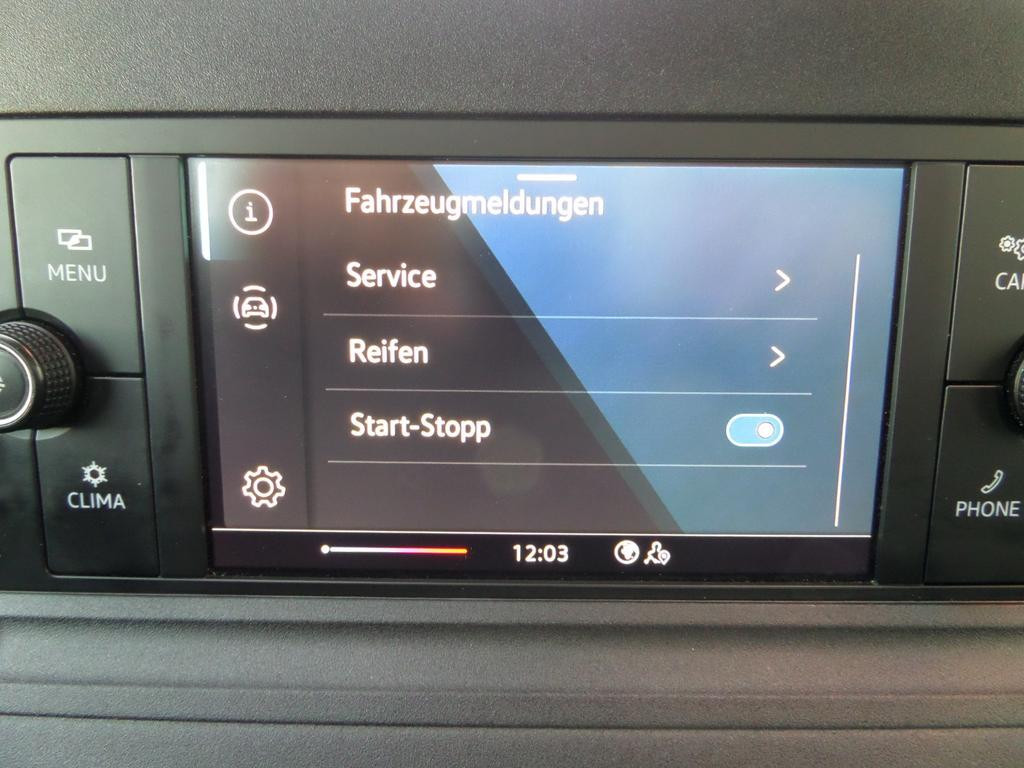 MENU
CLIMA
Fahrzeugmeldungen
Service
Reifen
Start-Stopp
12:03
PHONE